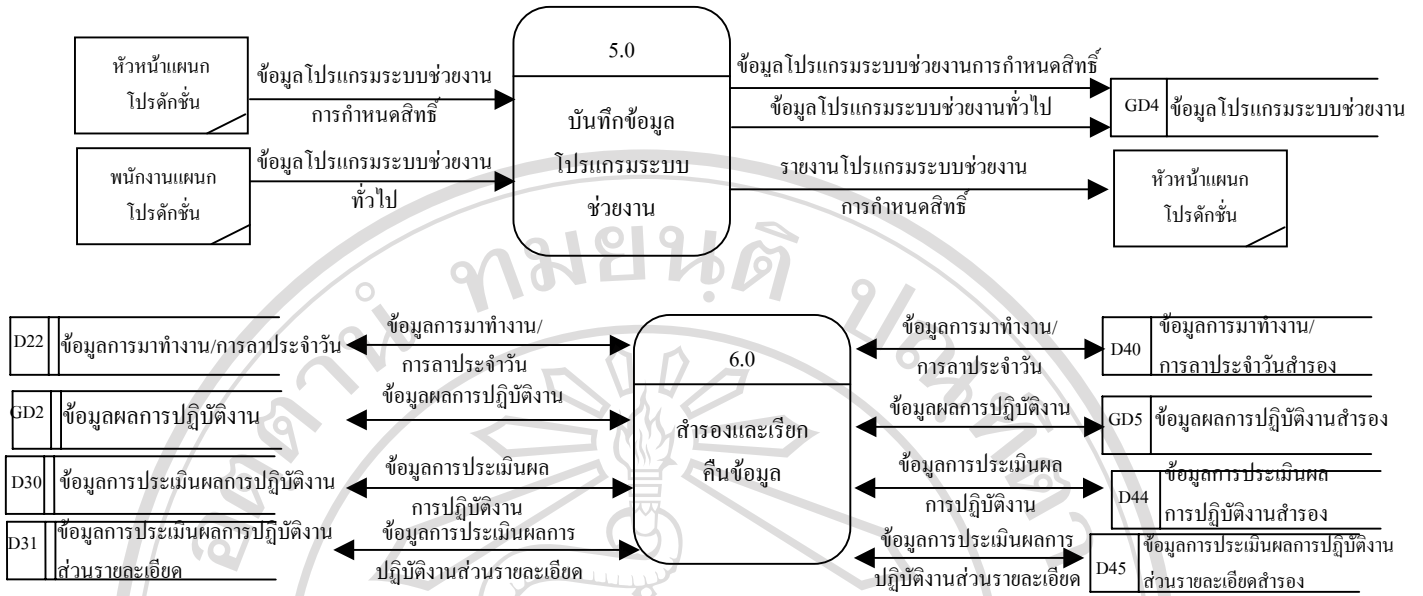 หัวหน้าแผนก
โปรดักชั่น
ข้อมูลโปรแกรมระบบช่วยงาน
การกำหนดสิทธิ์
พนักงานแผนก
โปรดักชั่น
ข้อมูลโปรแกรมระบบช่วยงาน
ทั่วไป
5.0
บันทึกข้อมูล
โปรแกรมระบบ
ช่วยงาน
ข้อมูลโปรแกรมระบบช่วยงานการกำหนดสิทธิ์
ข้อมูลโปรแกรมระบบช่วยงานทั่วไป
GD4 ข้อมูลโปรแกรมระบบช่วยงาน
รายงานโปรแกรมระบบช่วยงาน
การกำหนดสิทธิ์
หัวหน้าแผนก
โปรดักชั่น
D22 ข้อมูลการมาทำงาน/การลาประจำวัน
ข้อมูลการมาทำงาน/
การลาประจำวัน
GD2 ข้อมูลผลการปฏิบัติงาน
ข้อมูลผลการปฏิบัติงาน
D30 ข้อมูลการประเมินผลการปฏิบัติงาน
ข้อมูลการประเมินผล
การปฏิบัติงาน
D31 ข้อมูลการประเมินผลการปฏิบัติงาน
ส่วนรายละเอียด
ข้อมูลการประเมินผลการ
ปฏิบัติงานส่วนรายละเอียด
6.0
สำรองและเรียก
คืนข้อมูล
ข้อมูลการมาทำงาน/
การลาประจำวัน
D40 ข้อมูลการมาทำงาน/
การลาประจำวันสำรอง
ข้อมูลผลการปฏิบัติงาน
GD5 ข้อมูลผลการปฏิบัติงานสำรอง
ข้อมูลการประเมินผล
การปฏิบัติงาน
D44 ข้อมูลการประเมินผล
การปฏิบัติงานสำรอง
ข้อมูลการประเมินผลการ
ปฏิบัติงานส่วนรายละเอียด
D45 ข้อมูลการประเมินผลการปฏิบัติงาน
ส่วนรายละเอียดสำรอง
อตฺตานํ ทมยนฺติ ปณฺฑิตา